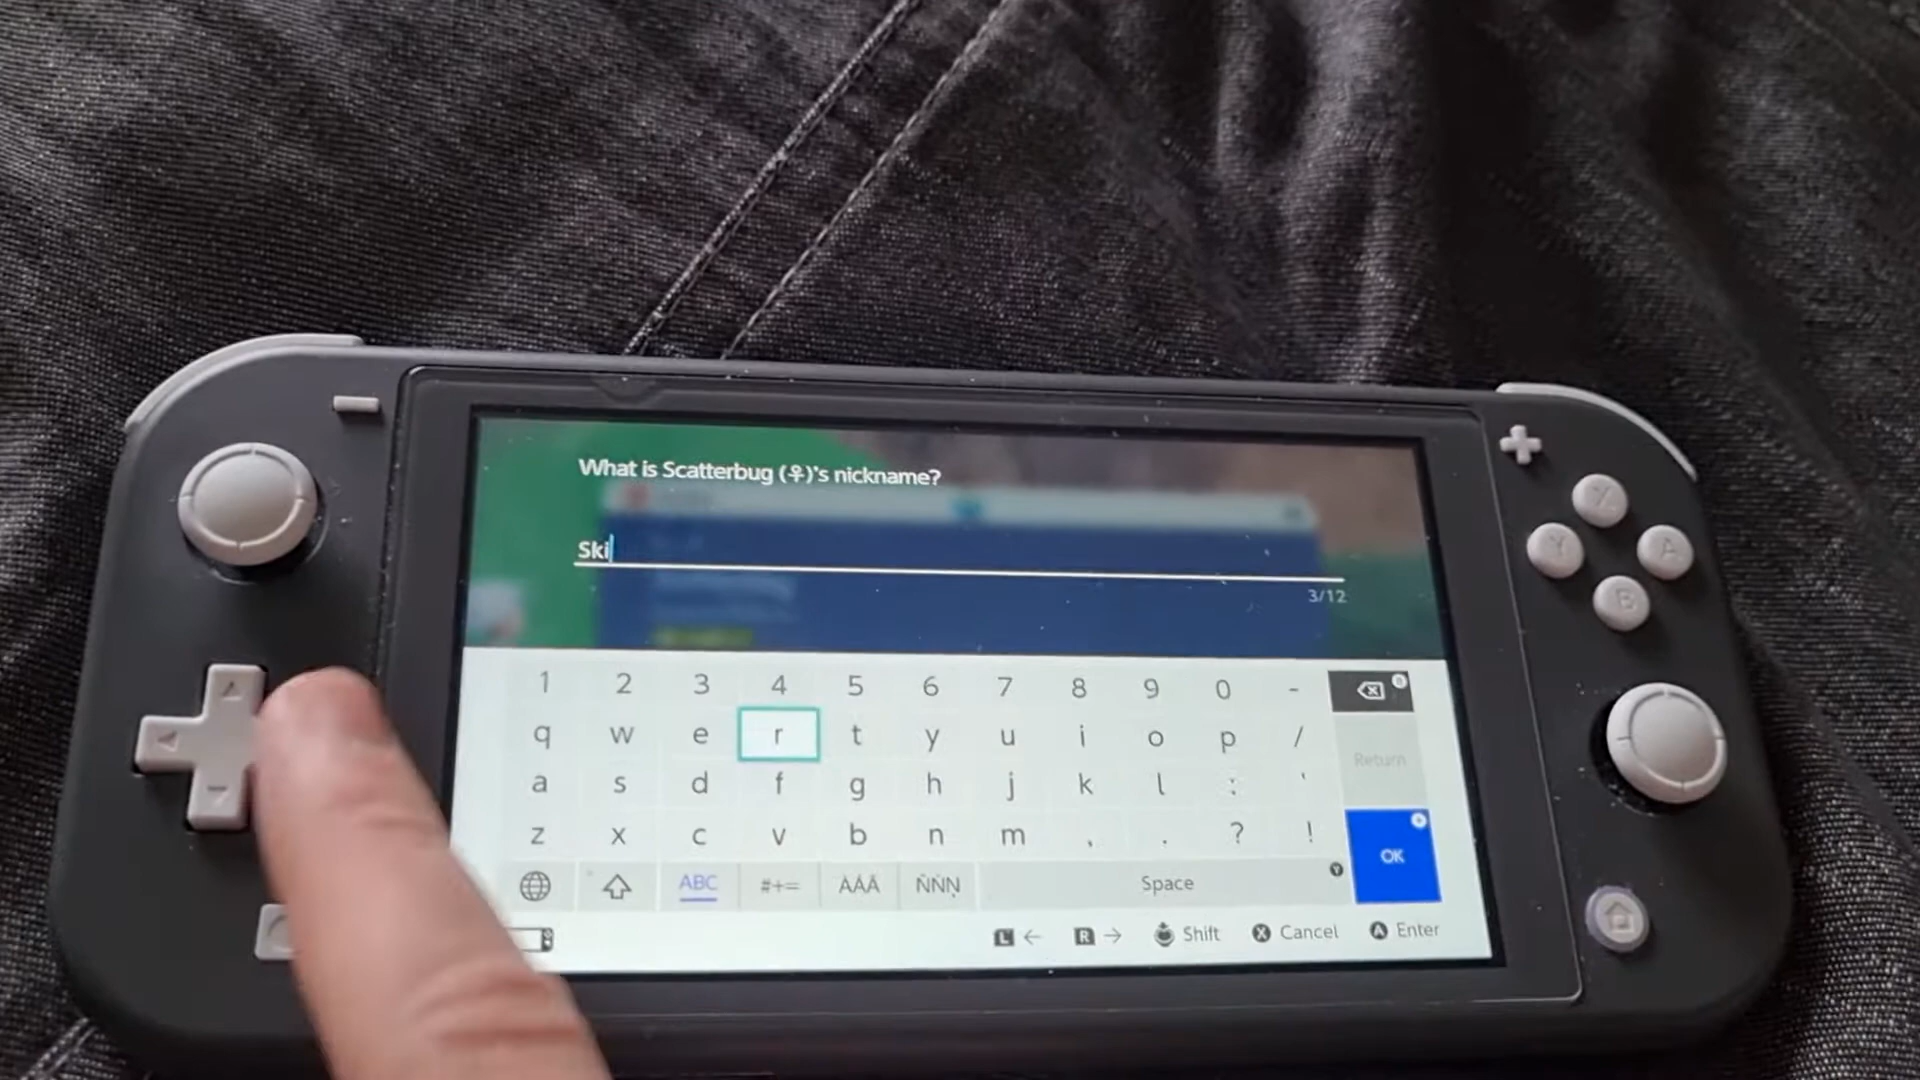 What is Scatterbug (♀)'s nickname?
Ski
3/12
1 2 3 4 5 6 7 8 9 0 -
q w e r t y u i o p /
Return
a s d f g h j k l : '
z x c v b n m , . ? !
OK
ABC #+= ÀÁÂ ÑŇŅ Space Y
L ← R → Shift X Cancel A Enter
X
Y A
B